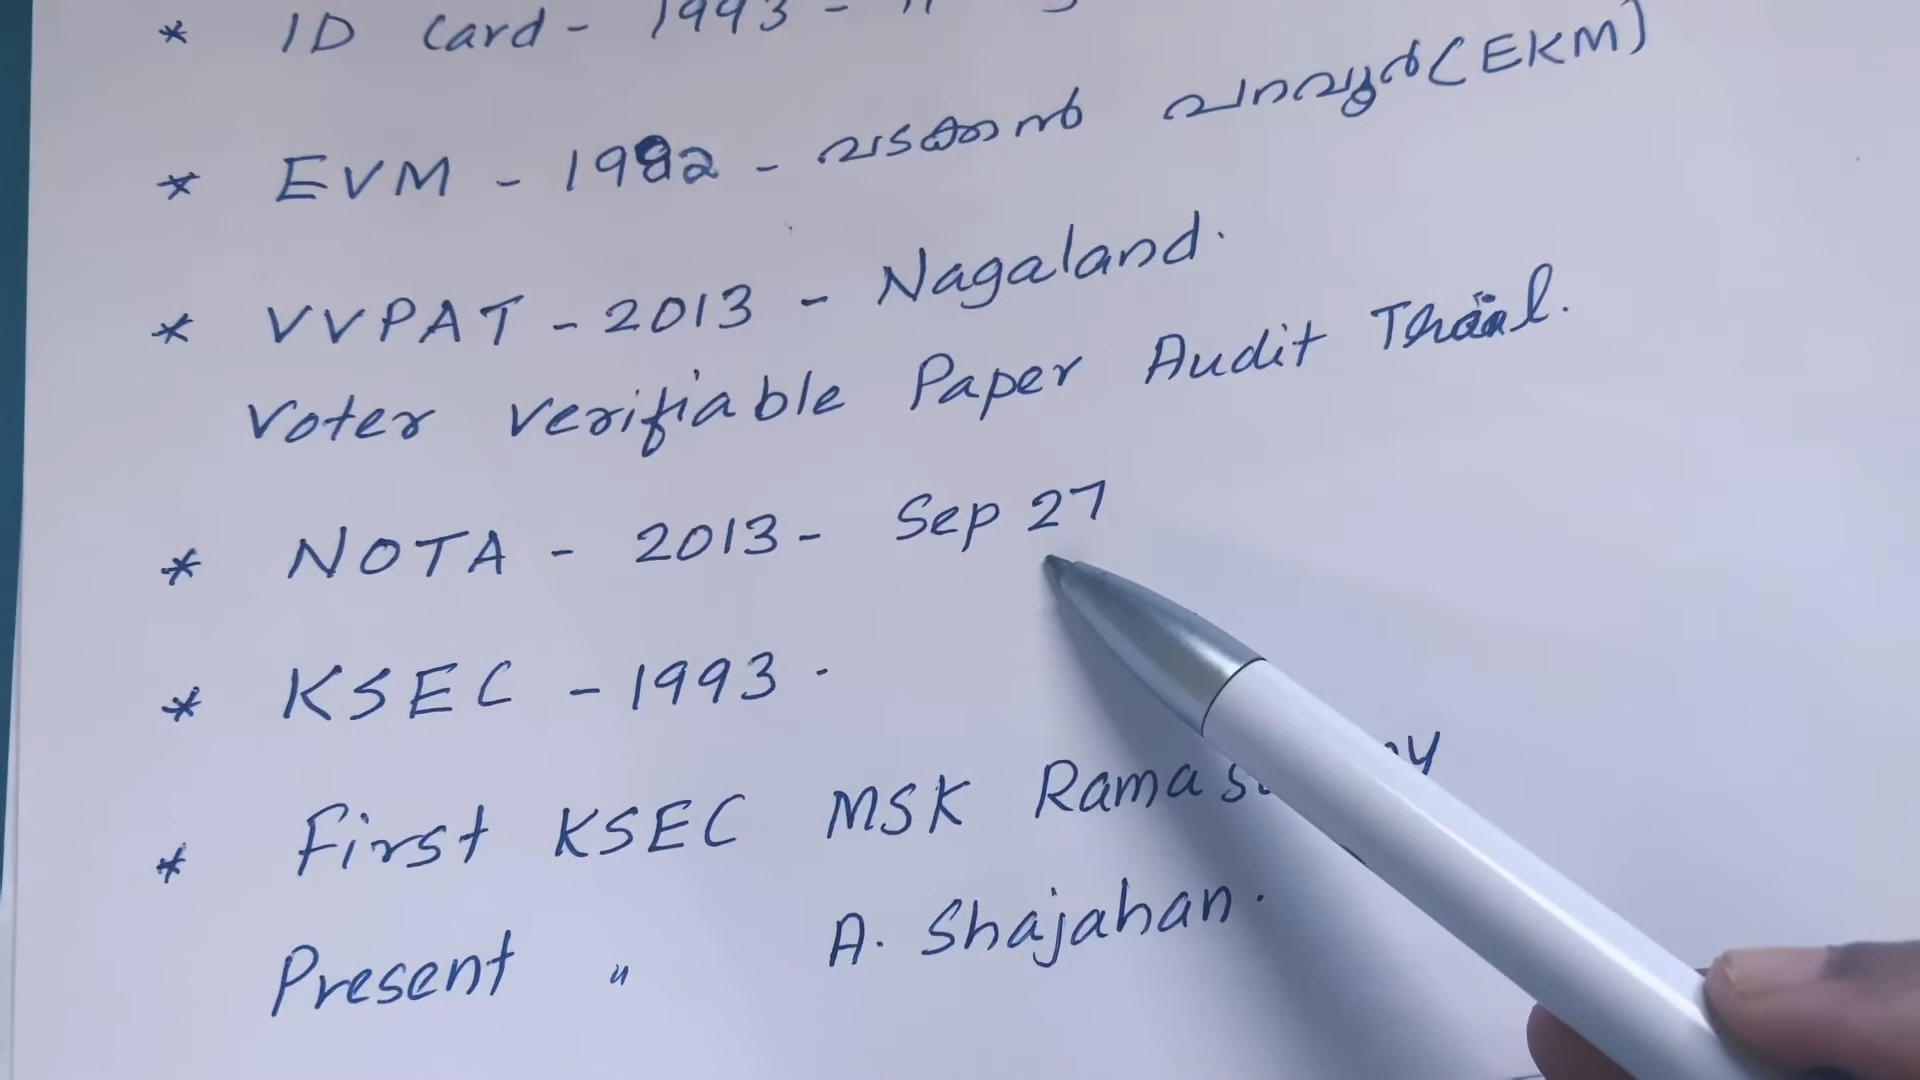 * ID Card - 1993 -
* EVM - 1982 - വടക്കൻ പറവൂർ (EKM)
* VVPAT - 2013 - Nagaland.
Voter Verifiable Paper Audit Trail.
* NOTA - 2013 - Sep 27
* KSEC - 1993.
* First KSEC MSK
Present " A. Shajahan.